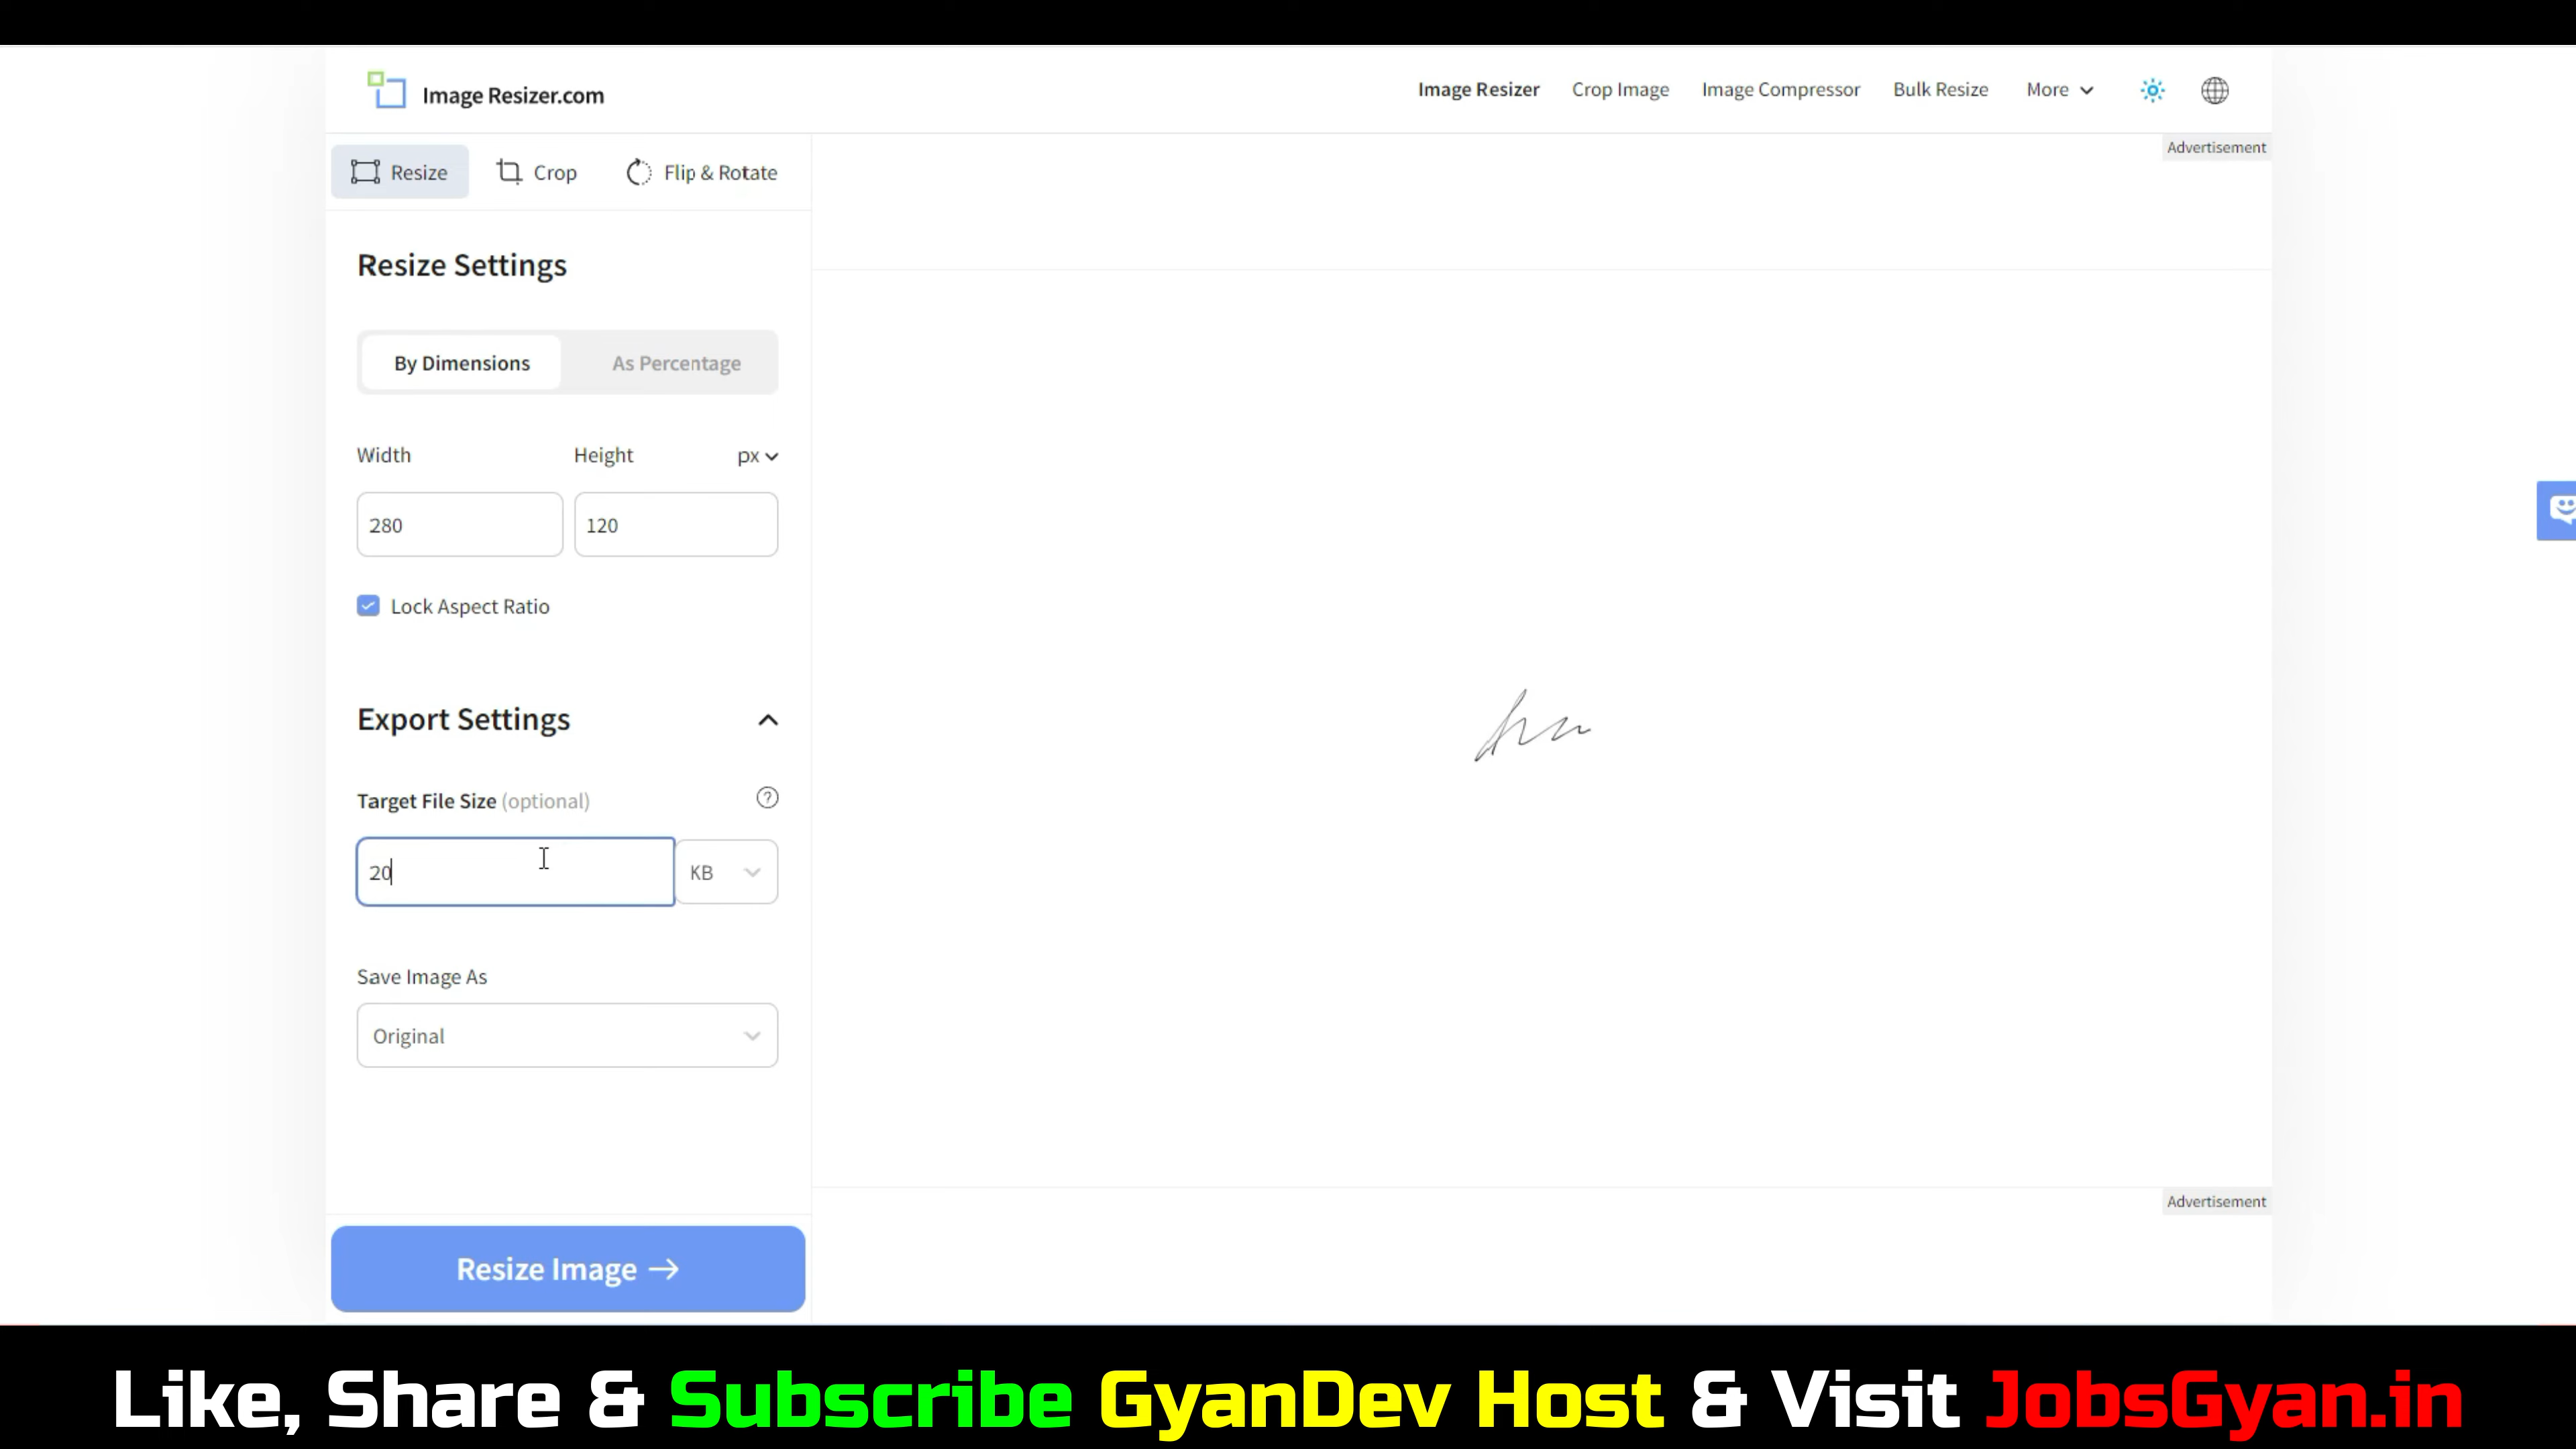 Image Resizer.com
Image Resizer Crop Image Image Compressor Bulk Resize More
Advertisement
Resize Crop Flip & Rotate
Resize Settings
By Dimensions As Percentage
Width Height px
280 120
Lock Aspect Ratio
Export Settings
Target File Size (optional) ?
20 KB
Save Image As
Original
Advertisement
Resize Image →
Like, Share & Subscribe GyanDev Host & Visit JobsGyan.in